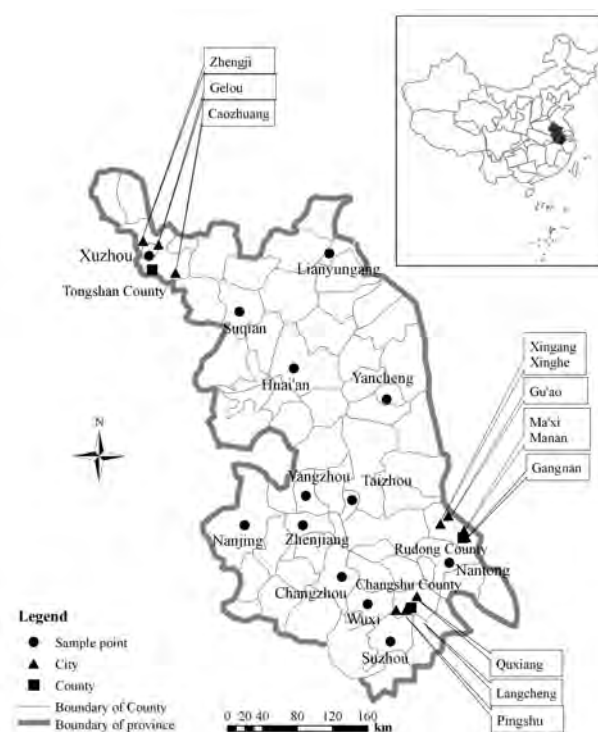 Zhengji
Gelou
Caozhuang
Xuzhou
Tongshan County
Lianyungang
Suqian
Hnai'an
Yancheng
Xingang
Xinghe
Gu'ao
Ma'xi
Manan
Gangnan
N
Yangzhou
Taizhou
Nanjing
Zhenjiang
Rudong County
Nantong
Changzhou
Changshu County
Wuxi
Suzhou
Quxiang
Langcheng
Pingshu
Legend
Sample point
City
County
Boundary of County
Boundary of province
0 20 40 80 120 160
km